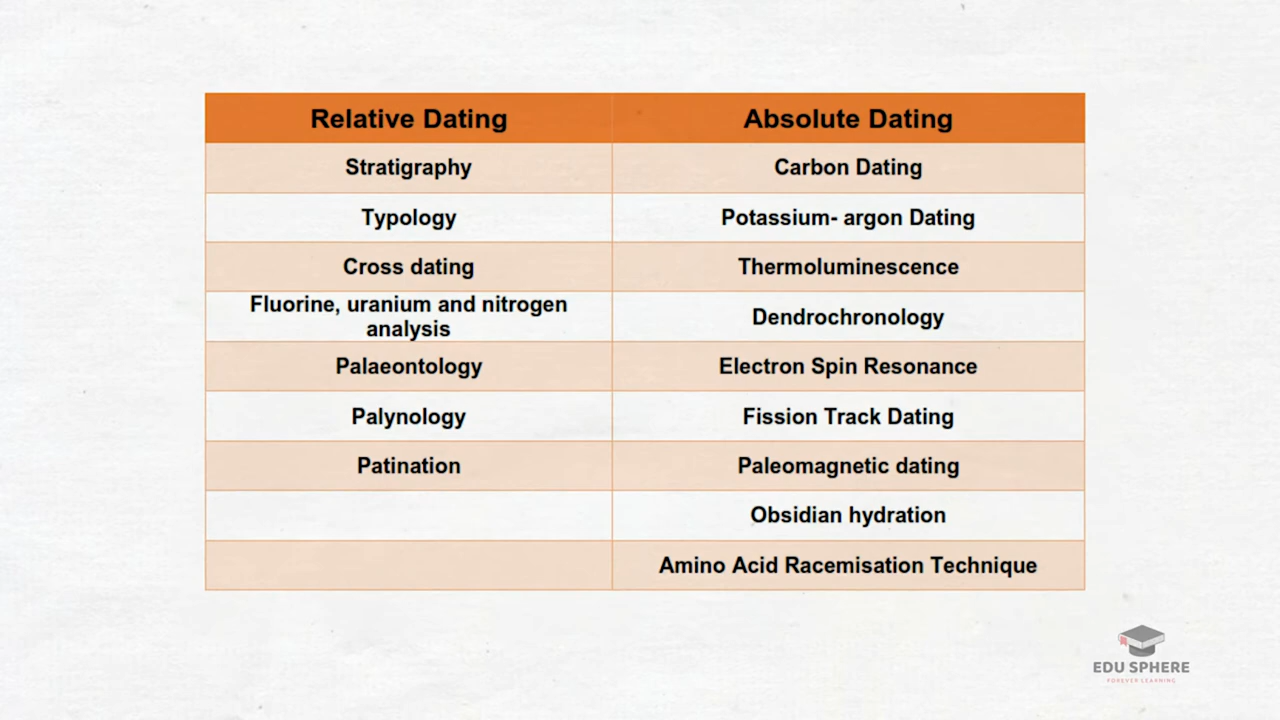 Relative Dating Absolute Dating
Stratigraphy Carbon Dating
Typology Potassium- argon Dating
Cross dating Thermoluminescence
Fluorine, uranium and nitrogen
analysis Dendrochronology
Palaeontology Electron Spin Resonance
Palynology Fission Track Dating
Patination Paleomagnetic dating
Obsidian hydration
Amino Acid Racemisation Technique
EDU SPHERE
FOREVER LEARNING